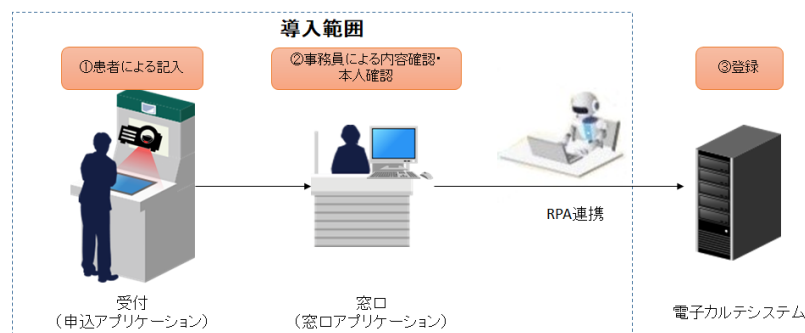 導入範囲
①患者による記入
②事務員による内容確認・
本人確認
③登録
RPA連携
受付
（申込アプリケーション）
窓口
（窓口アプリケーション）
電子カルテシステム